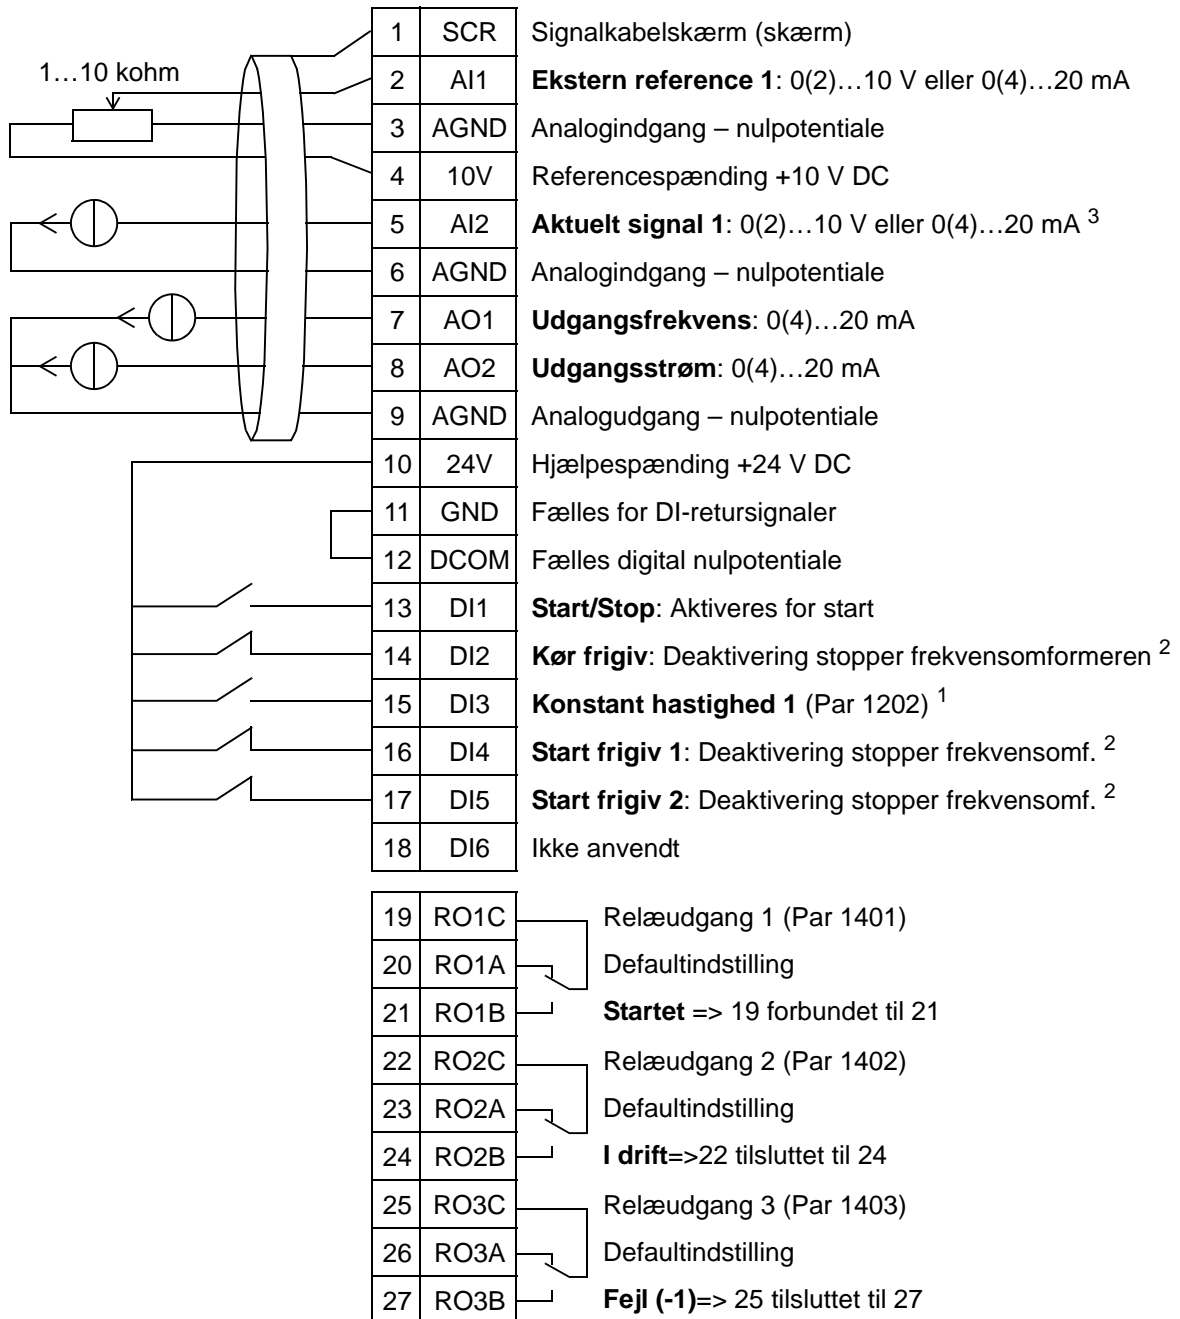 1 SCR Signalkabelskærm (skærm)
1…10 kohm
2 AI1 Ekstern reference 1: 0(2)…10 V eller 0(4)…20 mA
3 AGND Analogindgang – nulpotentiale
4 10V Referencespænding +10 V DC
5 AI2 Aktuelt signal 1: 0(2)…10 V eller 0(4)…20 mA 3
6 AGND Analogindgang – nulpotentiale
7 AO1 Udgangsfrekvens: 0(4)…20 mA
8 AO2 Udgangsstrøm: 0(4)…20 mA
9 AGND Analogudgang – nulpotentiale
10 24V Hjælpespænding +24 V DC
11 GND Fælles for DI-retursignaler
12 DCOM Fælles digital nulpotentiale
13 DI1 Start/Stop: Aktiveres for start
14 DI2 Kør frigiv: Deaktivering stopper frekvensomformeren 2
15 DI3 Konstant hastighed 1 (Par 1202) 1
16 DI4 Start frigiv 1: Deaktivering stopper frekvensomf. 2
17 DI5 Start frigiv 2: Deaktivering stopper frekvensomf. 2
18 DI6 Ikke anvendt
19 RO1C Relæudgang 1 (Par 1401)
20 RO1A Defaultindstilling
21 RO1B Startet => 19 forbundet til 21
22 RO2C Relæudgang 2 (Par 1402)
23 RO2A Defaultindstilling
24 RO2B I drift=>22 tilsluttet til 24
25 RO3C Relæudgang 3 (Par 1403)
26 RO3A Defaultindstilling
27 RO3B Fejl (-1)=> 25 tilsluttet til 27